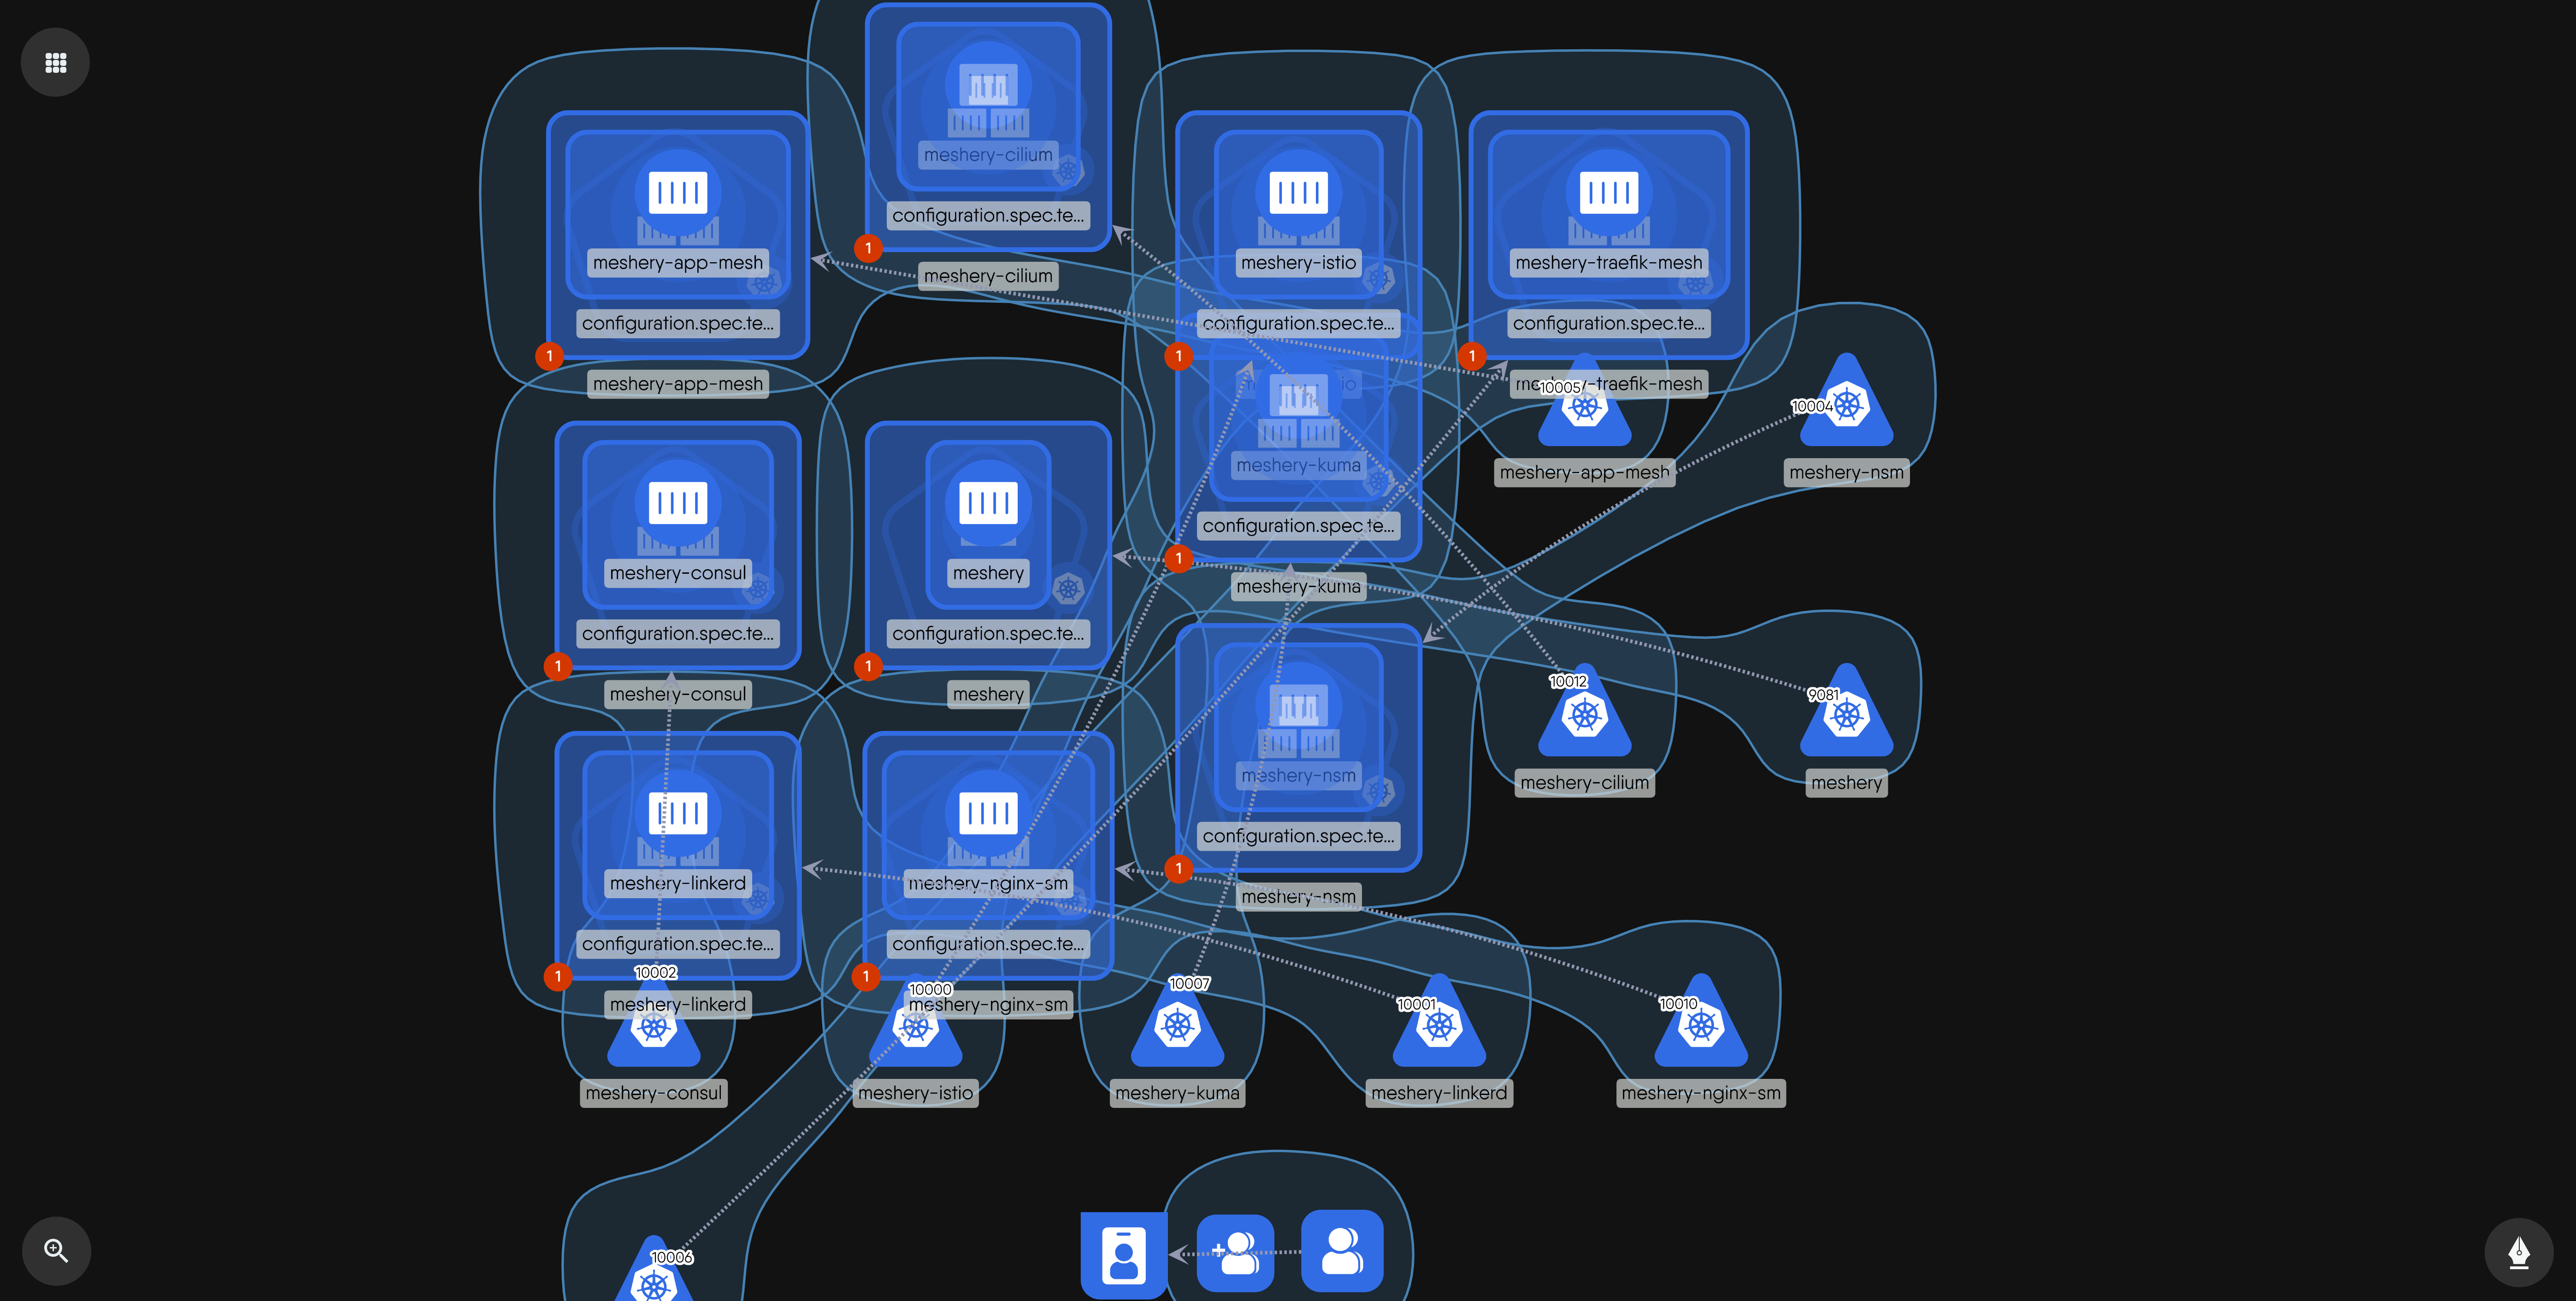 meshery-cilium
configuration.spec.te...
1
meshery-cilium
meshery-app-mesh
configuration.spec.te...
1
meshery-app-mesh
meshery-istio
configuration.spec.te...
1
meshery-traefik-mesh
configuration.spec.te...
1
meshery-traefik-mesh
10005
meshery-app-mesh
10004
meshery-nsm
meshery-consul
configuration.spec.te...
1
meshery-consul
meshery
configuration.spec.te...
1
meshery
meshery-kuma
configuration.spec.te...
1
meshery-kuma
10012
meshery-cilium
9081
meshery
meshery-linkerd
configuration.spec.te...
1
meshery-linkerd
meshery-nginx-sm
configuration.spec.te...
1
meshery-nginx-sm
meshery-nsm
configuration.spec.te...
1
meshery-nsm
10002
meshery-consul
10000
meshery-istio
10007
meshery-kuma
10001
meshery-linkerd
10010
meshery-nginx-sm
10006